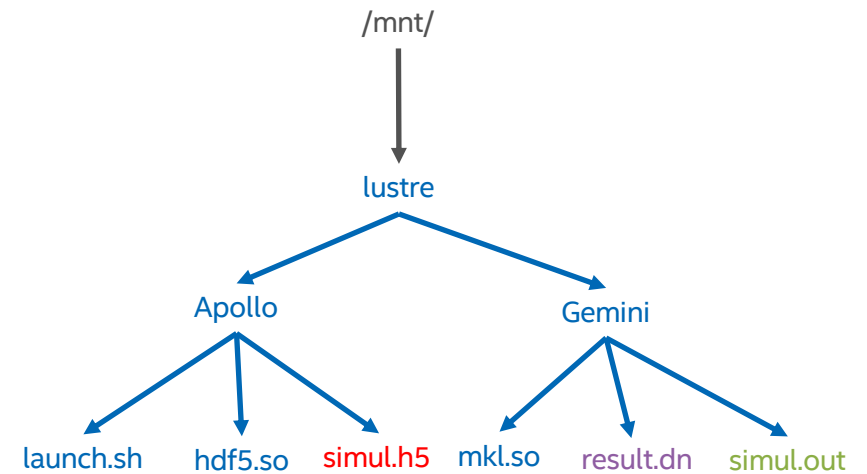 /mnt/
lustre
Apollo
Gemini
launch.sh
hdf5.so
simul.h5
mkl.so
result.dn
simul.out